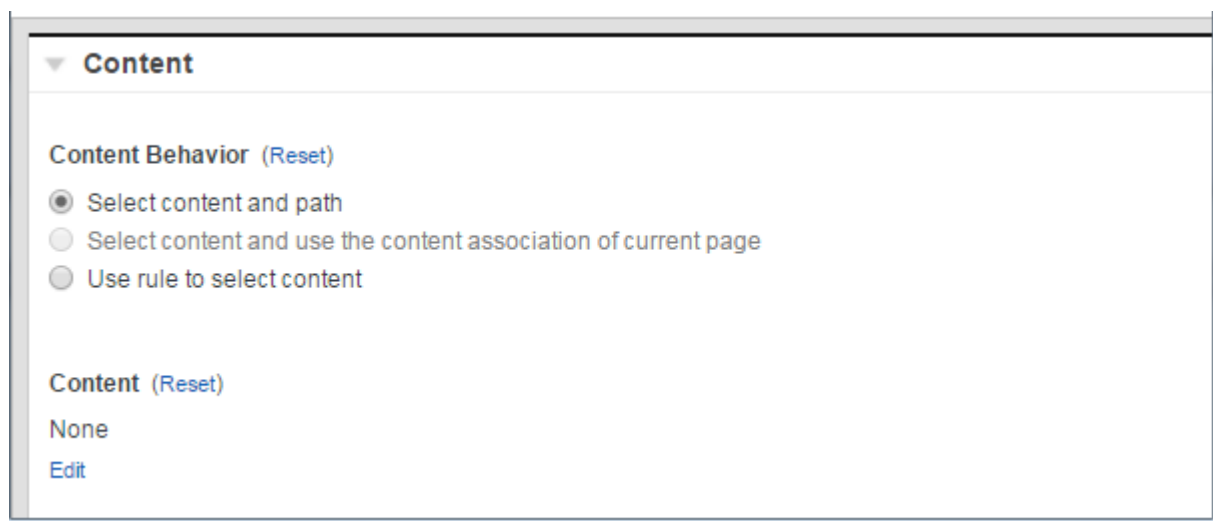 Content
Content Behavior (Reset)
Select content and path
Select content and use the content association of current page
Use rule to select content
Content (Reset)
None
Edit